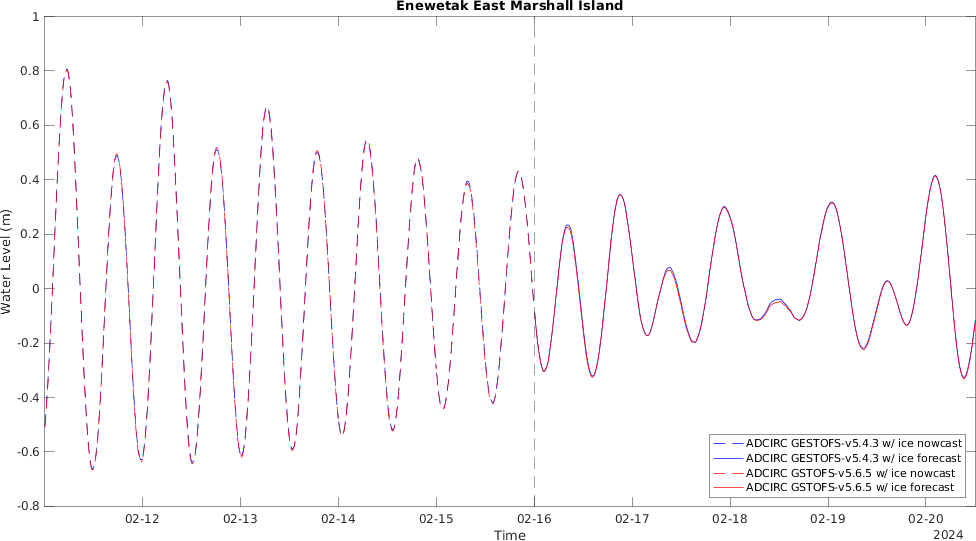 Enewetak East Marshall Island
1
0.8
0.6
0.4
0.2
0
-0.2
-0.4
-0.6
-0.8
Water Level (m)
02-12
02-13
02-14
02-15
02-16
02-17
02-18
02-19
02-20
Time
2024
ADCIRC GESTOFS-v5.4.3 w/ ice nowcast
ADCIRC GESTOFS-v5.4.3 w/ ice forecast
ADCIRC GSTOFS-v5.6.5 w/ ice nowcast
ADCIRC GSTOFS-v5.6.5 w/ ice forecast